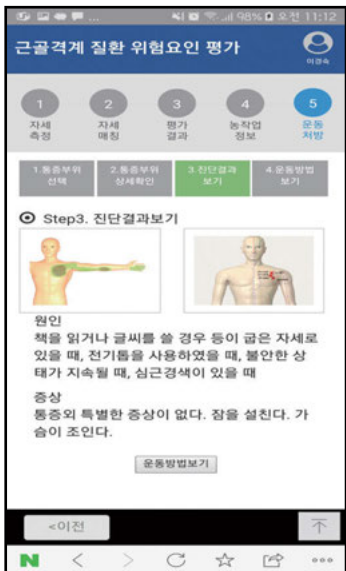 98% 오전 11:12
근골격계 질환 위험요인 평가
이경숙
1 2 3 4 5
자세 측정
자세 매칭
평가 결과
농작업 정보
운동 처방
1.통증부위 선택
2.통증부위 상세확인
3.진단결과 보기
4.운동방법 보기
Step3. 진단결과보기
원인
책을 읽거나 글씨를 쓸 경우 등이 굽은 자세로
있을 때, 전기톱을 사용하였을 때, 불안한 상
태가 지속될 때, 심근경색이 있을 때
증상
통증외 특별한 증상이 없다. 잠을 설친다. 가
슴이 조인다.
운동방법보기
<이전
N